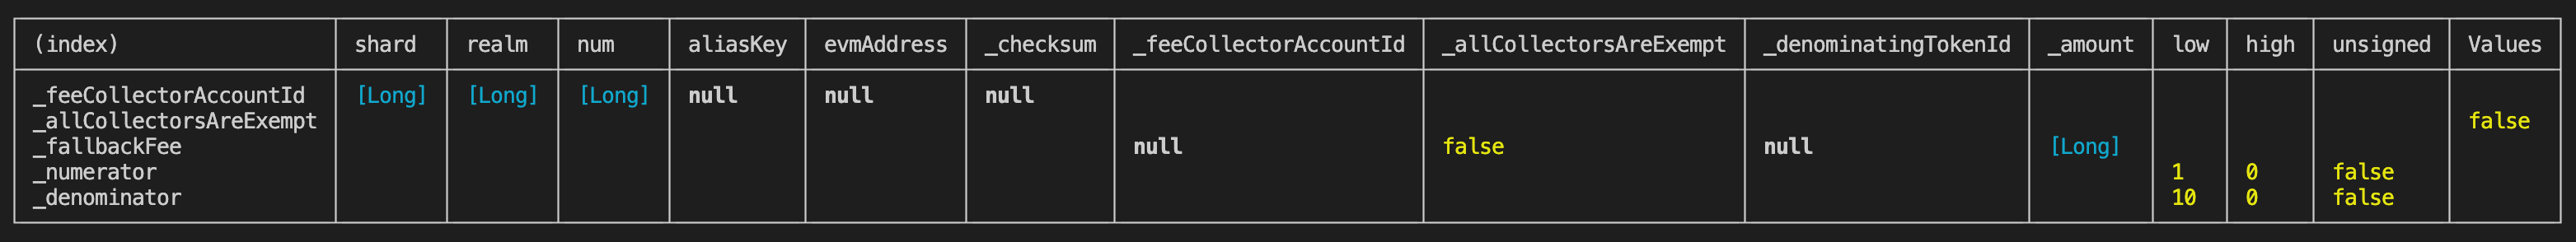 (index) shard realm num aliasKey evmAddress _checksum _feeCollectorAccountId _allCollectorsAreExempt _denominatingTokenId _amount low high unsigned Values
_feeCollectorAccountId [Long] [Long] [Long] null null null
_allCollectorsAreExempt false
_fallbackFee null false null [Long]
_numerator 1 0 false
_denominator 10 0 false